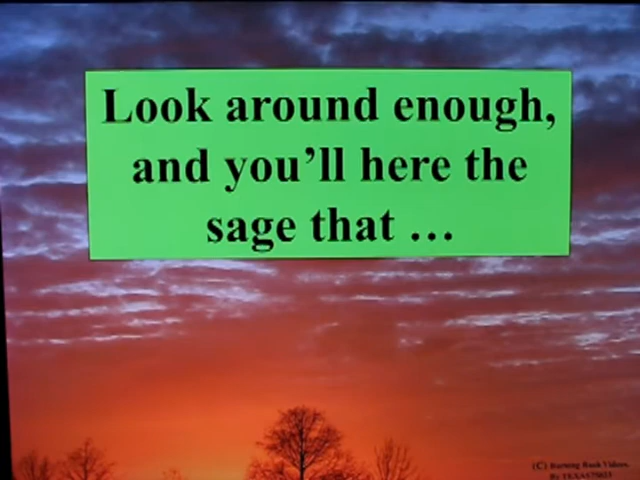 Look around enough,
and you’ll here the
sage that …
(C) Burning Bush Videos.